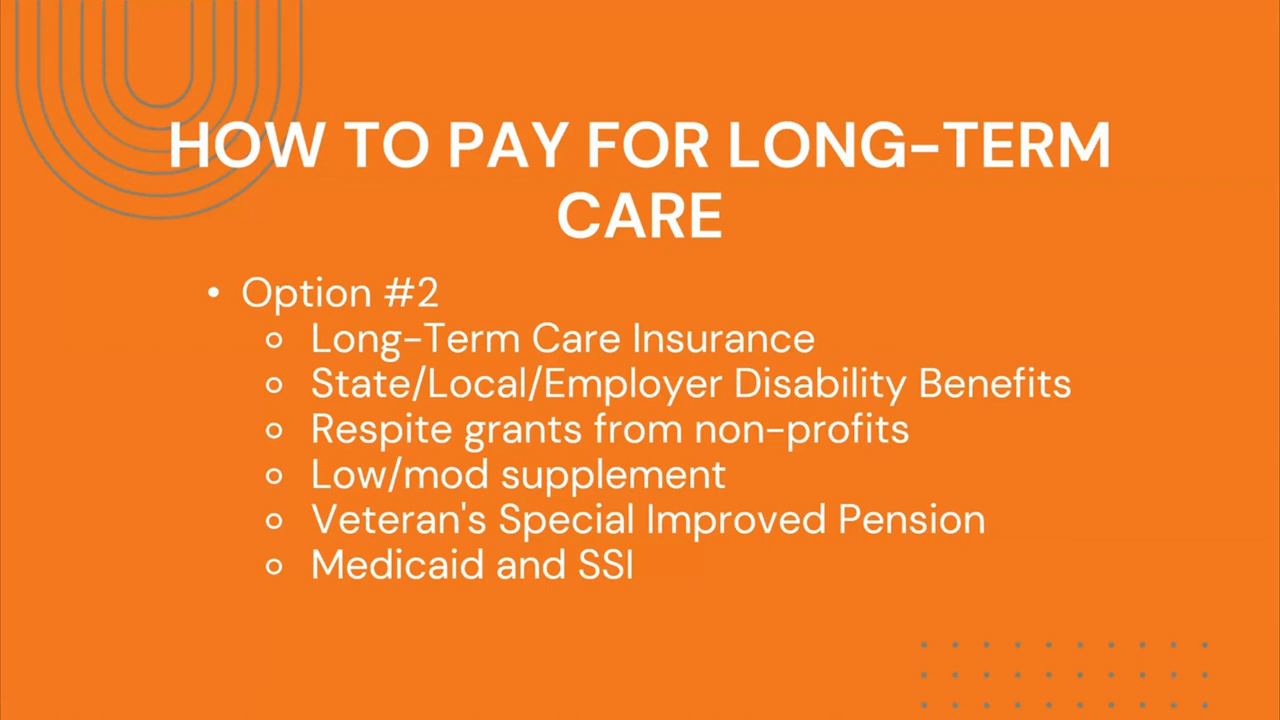 HOW TO PAY FOR LONG-TERM
CARE
• Option #2
○ Long-Term Care Insurance
○ State/Local/Employer Disability Benefits
○ Respite grants from non-profits
○ Low/mod supplement
○ Veteran's Special Improved Pension
○ Medicaid and SSI